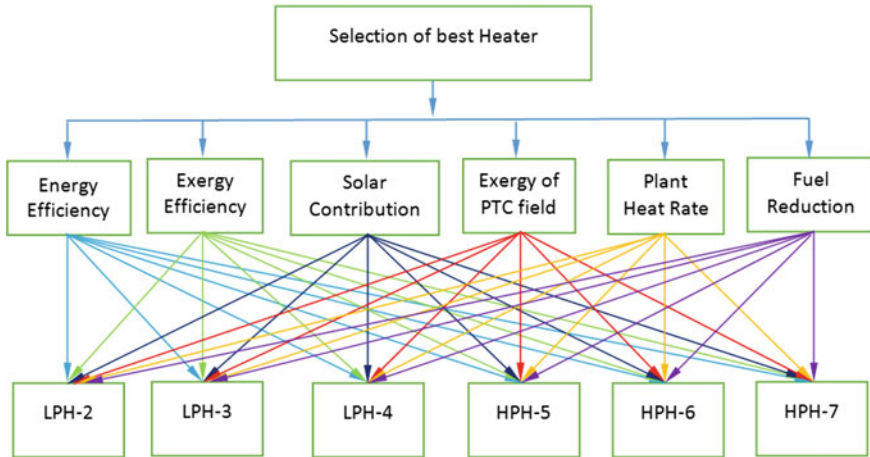 Selection of best Heater
Energy
Efficiency
Exergy
Efficiency
Solar
Contribution
Exergy of
PTC field
Plant
Heat Rate
Fuel
Reduction
LPH-2
LPH-3
LPH-4
HPH-5
HPH-6
HPH-7